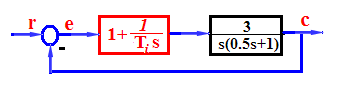 r e 1+ 1/T_i s 3/s(0.5s+1) c
-